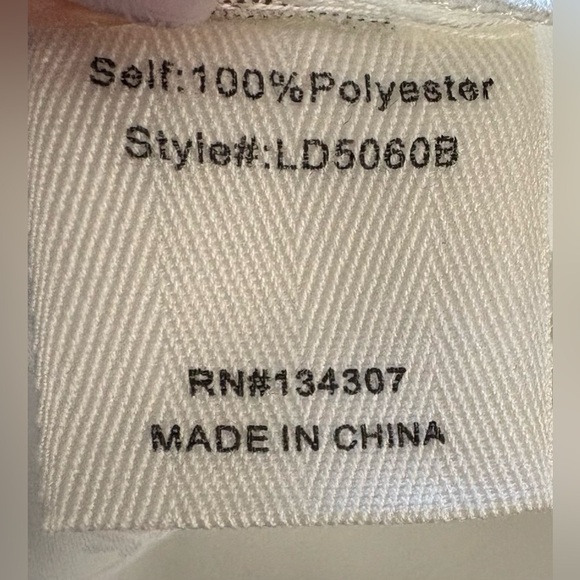 Self:100%Polyester
Style#:LD5060B
RN#134307
MADE IN CHINA